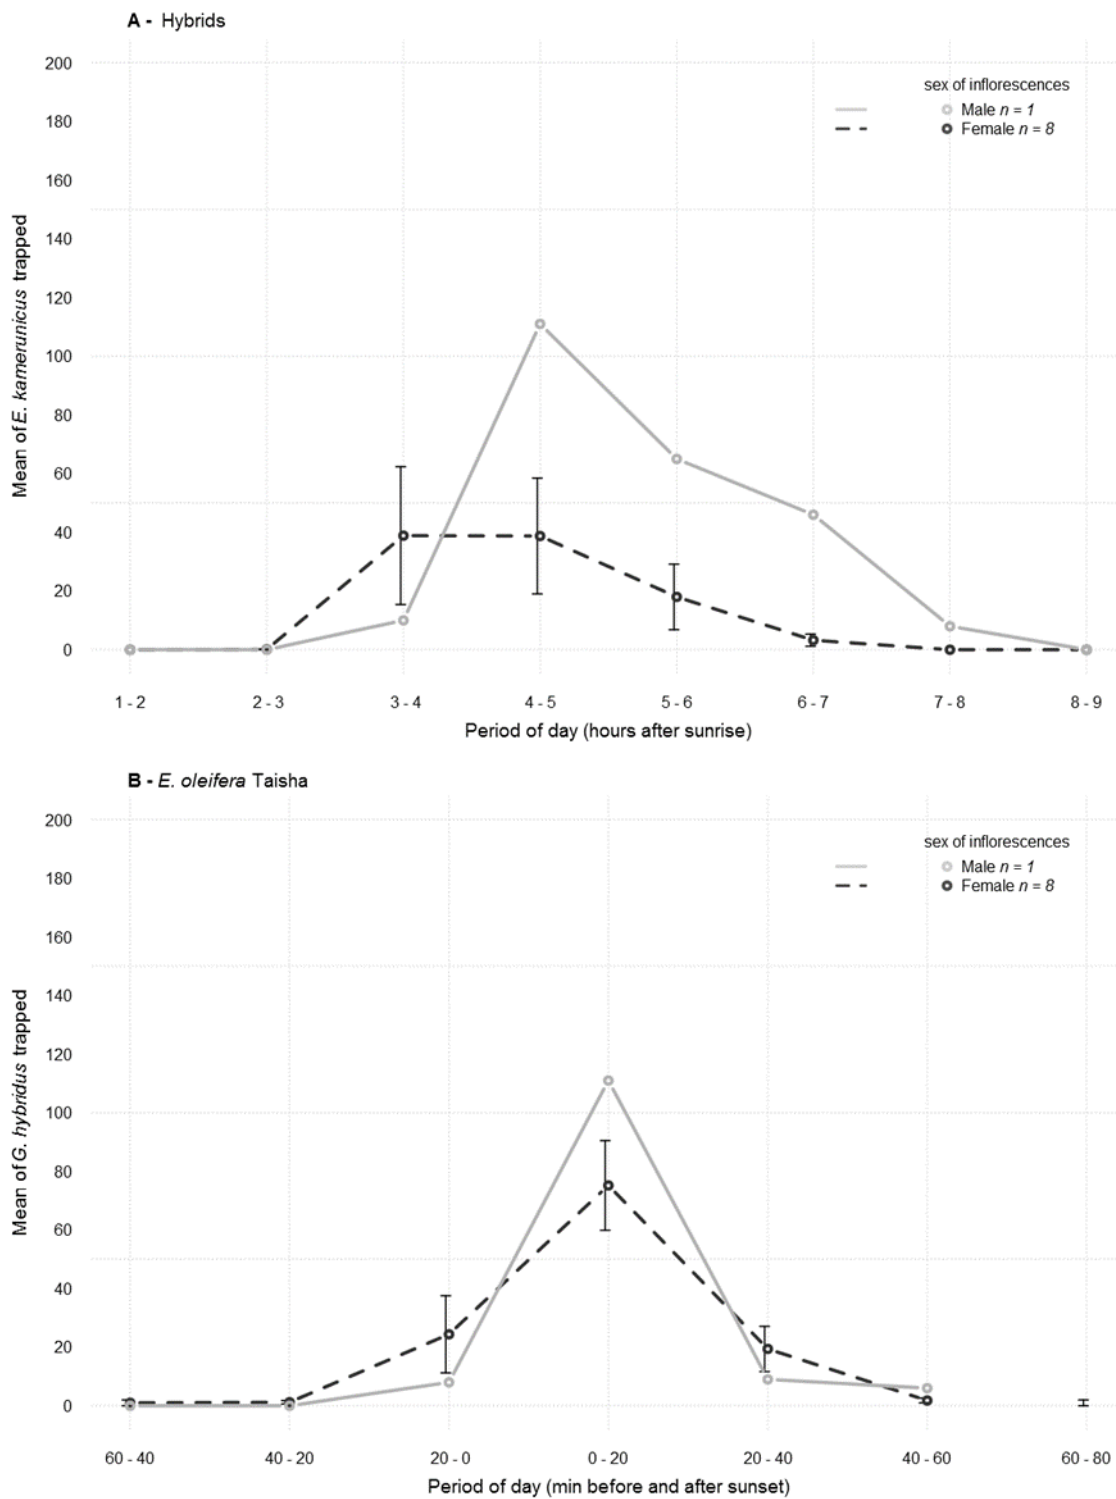 A - Hybrids
200
180
160
140
120
100
80
60
40
20
0
Mean of E. kamerunicus trapped
sex of inflorescences
Male n = 1
Female n = 8
1 - 2 2 - 3 3 - 4 4 - 5 5 - 6 6 - 7 7 - 8 8 - 9
Period of day (hours after sunrise)
B - E. oleifera Taisha
200
180
160
140
120
100
80
60
40
20
0
Mean of G. hybridus trapped
sex of inflorescences
Male n = 1
Female n = 8
60 - 40 40 - 20 20 - 0 0 - 20 20 - 40 40 - 60 60 - 80
Period of day (min before and after sunset)